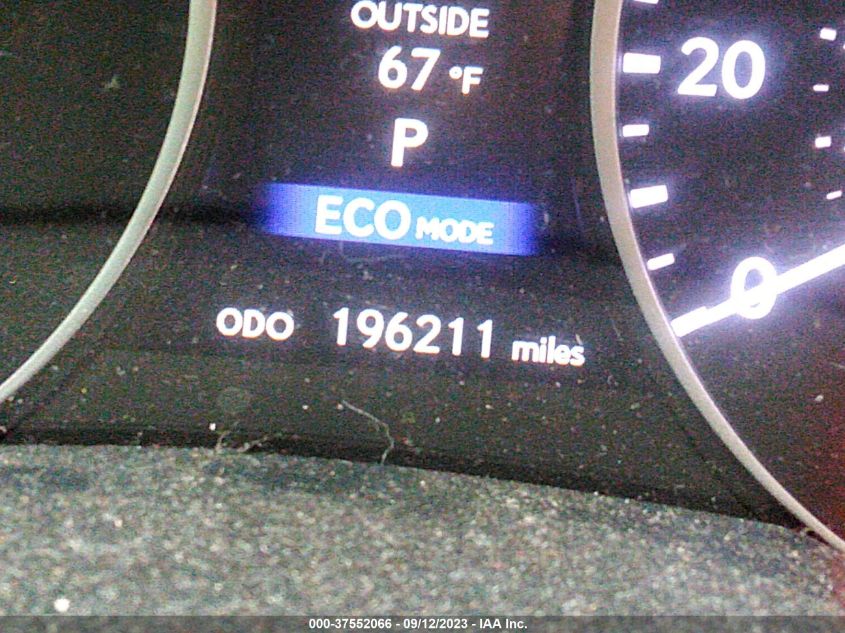 OUTSIDE
67 °F
20
P
ECO MODE
0
ODO 196211 miles
000-37552066 - 09/12/2023 - IAA Inc.